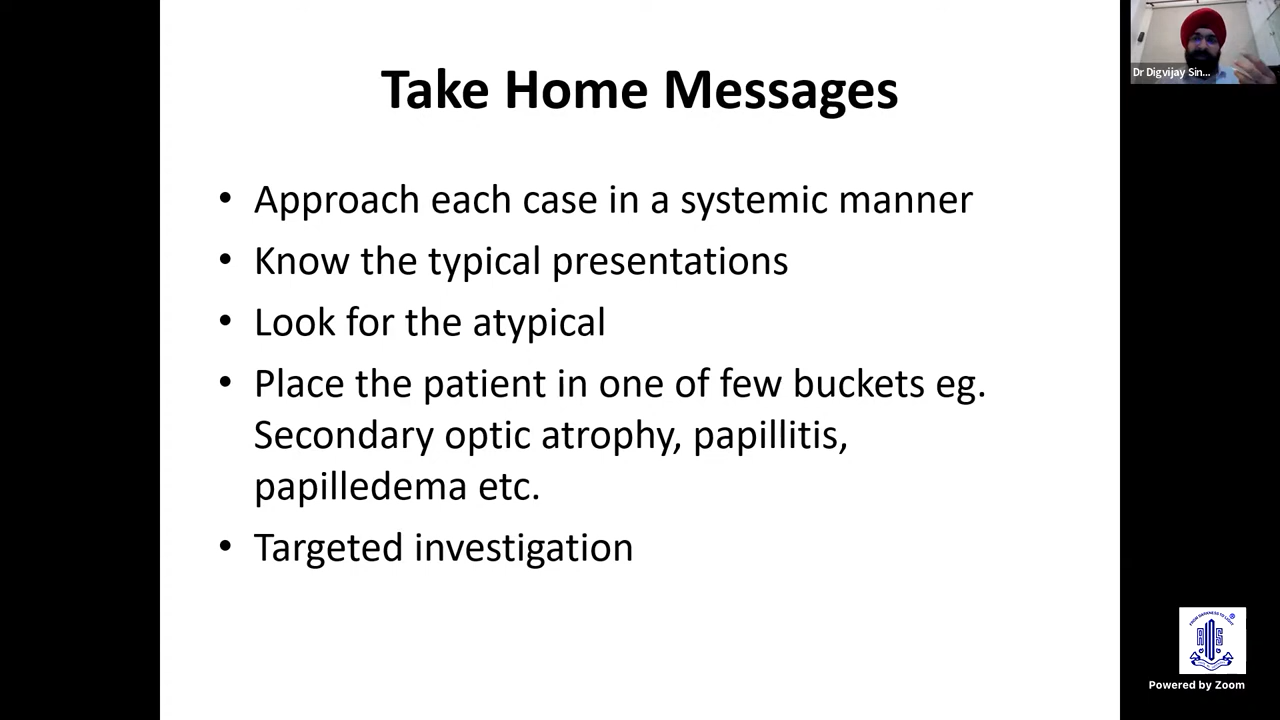 Take Home Messages
• Approach each case in a systemic manner
• Know the typical presentations
• Look for the atypical
• Place the patient in one of few buckets eg.
Secondary optic atrophy, papillitis,
papilledema etc.
• Targeted investigation
Dr Digvijay Sin...
Powered by Zoom